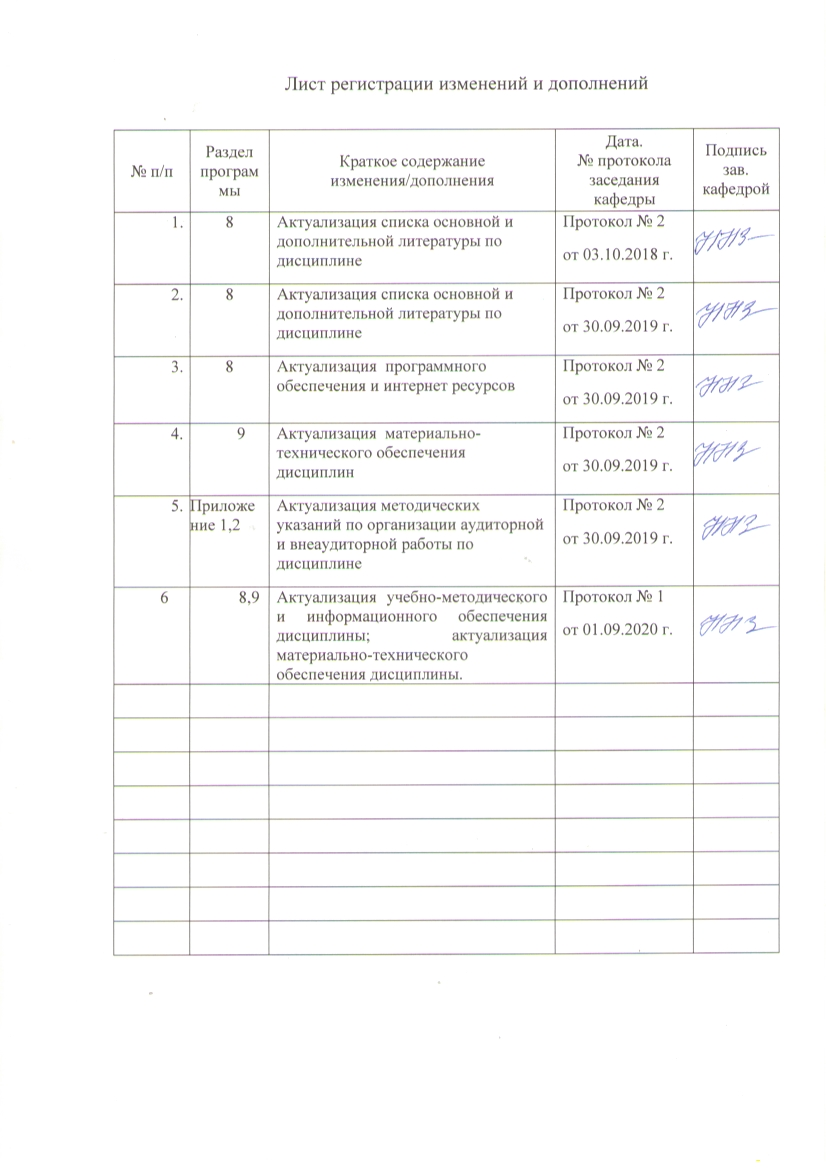 Лист регистрации изменений и дополнений
№ п/п
Раздел
програм
мы
Краткое содержание
изменения/дополнения
Дата.
№ протокола
заседания
кафедры
Подпись
зав.
кафедрой
1.
8
Актуализация списка основной и
дополнительной литературы по
дисциплине
Протокол № 2
от 03.10.2018 г.
2.
8
Актуализация списка основной и
дополнительной литературы по
дисциплине
Протокол № 2
от 30.09.2019 г.
3.
8
Актуализация программного
обеспечения и интернет ресурсов
Протокол № 2
от 30.09.2019 г.
4.
9
Актуализация материально-
технического обеспечения
дисциплин
Протокол № 2
от 30.09.2019 г.
5.
Приложе
ние 1,2
Актуализация методических
указаний по организации аудиторной
и внеаудиторной работы по
дисциплине
Протокол № 2
от 30.09.2019 г.
6
8,9
Актуализация учебно-методического
и информационного обеспечения
дисциплины; актуализация
материально-технического
обеспечения дисциплины.
Протокол № 1
от 01.09.2020 г.